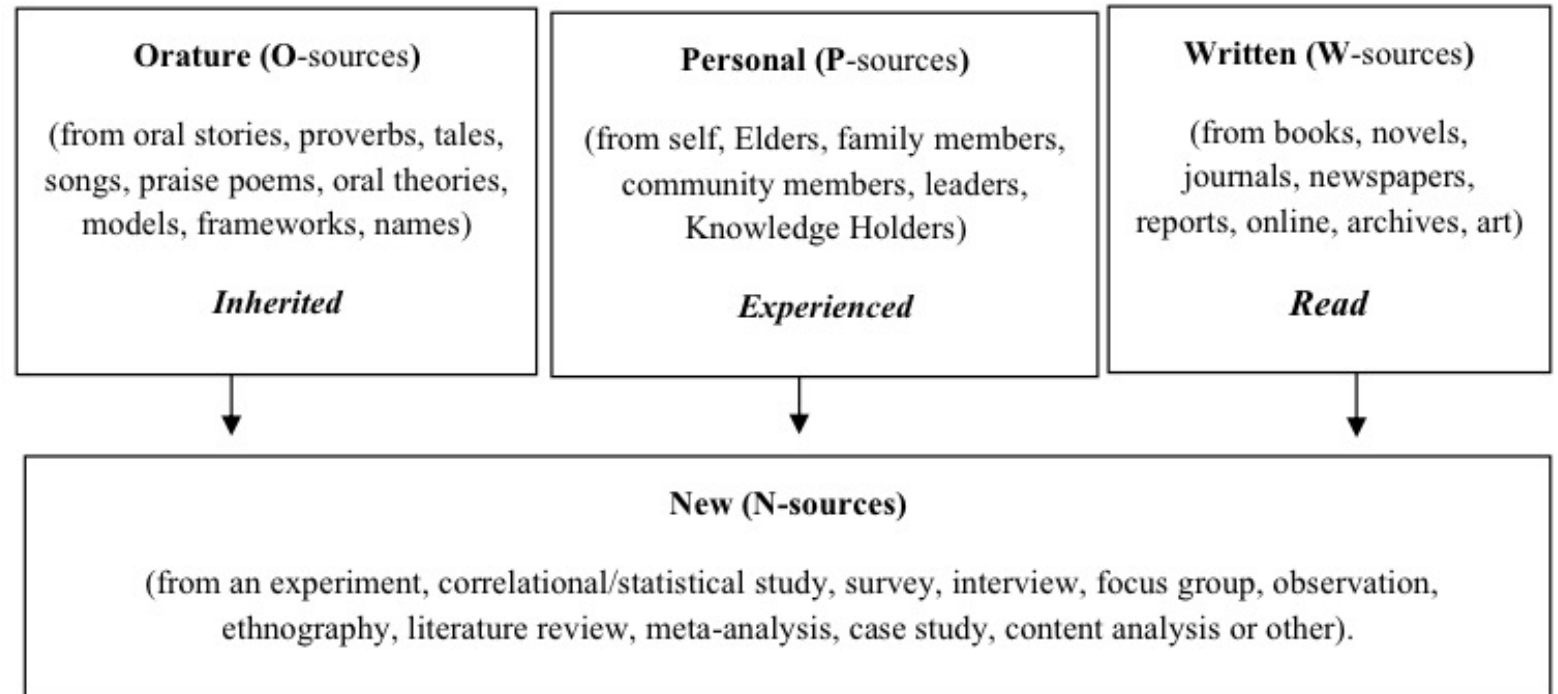 Orature (O-sources)
(from oral stories, proverbs, tales,
songs, praise poems, oral theories,
models, frameworks, names)
Inherited
Personal (P-sources)
(from self, Elders, family members,
community members, leaders,
Knowledge Holders)
Experienced
Written (W-sources)
(from books, novels,
journals, newspapers,
reports, online, archives, art)
Read
New (N-sources)
(from an experiment, correlational/statistical study, survey, interview, focus group, observation,
ethnography, literature review, meta-analysis, case study, content analysis or other).